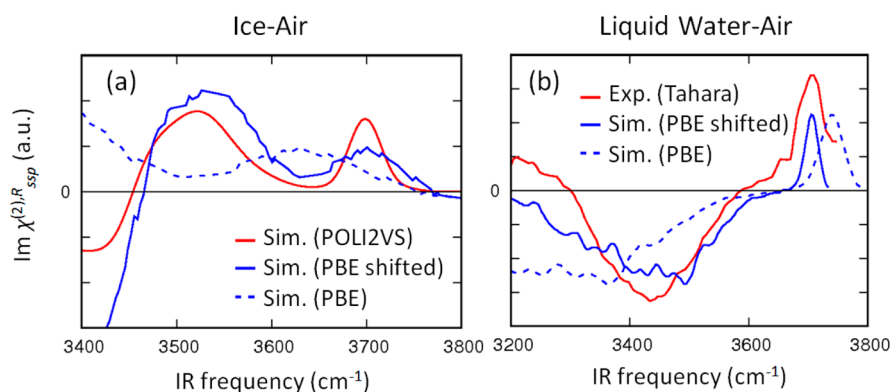 Ice-Air
Liquid Water-Air
Im χ(2),R ssp (a.u.)
(a)
0
Sim. (POLI2VS)
Sim. (PBE shifted)
Sim. (PBE)
3400 3500 3600 3700 3800
IR frequency (cm-1)
(b)
Exp. (Tahara)
Sim. (PBE shifted)
Sim. (PBE)
0
3200 3400 3600 3800
IR frequency (cm-1)